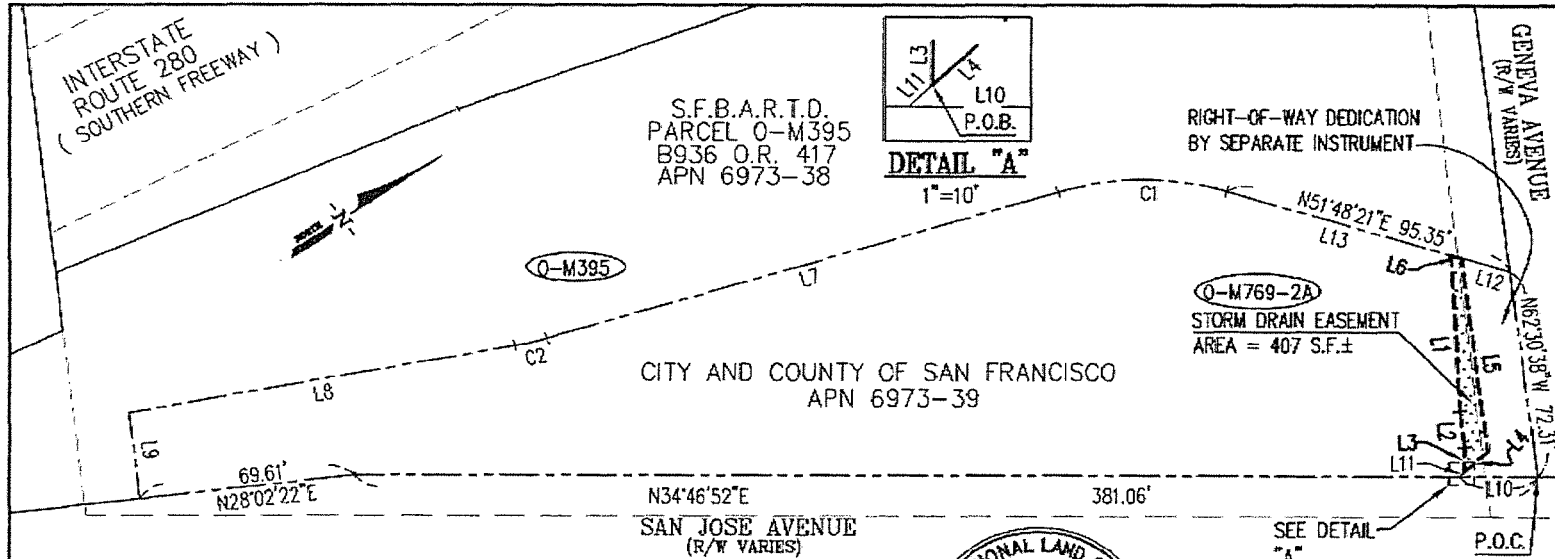 INTERSTATE
ROUTE 280
( SOUTHERN FREEWAY )
S.F.B.A.R.T.D.
PARCEL O-M395
B936 O.R. 417
APN 6973-38
L11
L3
L4
L10
P.O.B.
DETAIL "A"
1"=10'
RIGHT-OF-WAY DEDICATION
BY SEPARATE INSTRUMENT
GENEVA AVENUE
(R/W VARIES)
NORTH
O-M395
C1
N51°48'21"E 95.35'
L13
L6
L12
L7
O-M769-2A
STORM DRAIN EASEMENT
AREA = 407 S.F.±
N62°30'38"W 72.31'
L1
L5
C2
CITY AND COUNTY OF SAN FRANCISCO
APN 6973-39
L8
L9
L2
L3
L4
L11
L10
69.61'
N28°02'22"E
N34°46'52"E
381.06'
SAN JOSE AVENUE
(R/W VARIES)
SEE DETAIL
"A"
P.O.C.
IONAL LAND